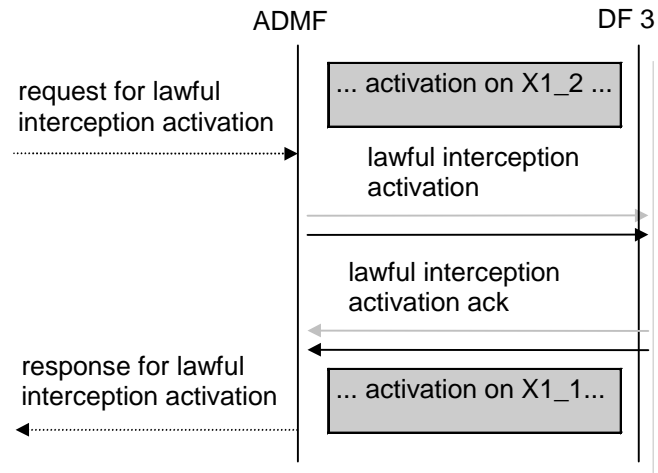 ADMF
DF 3
... activation on X1_2 ...
request for lawful
interception activation
lawful interception
activation
lawful interception
activation ack
response for lawful
interception activation
... activation on X1_1...